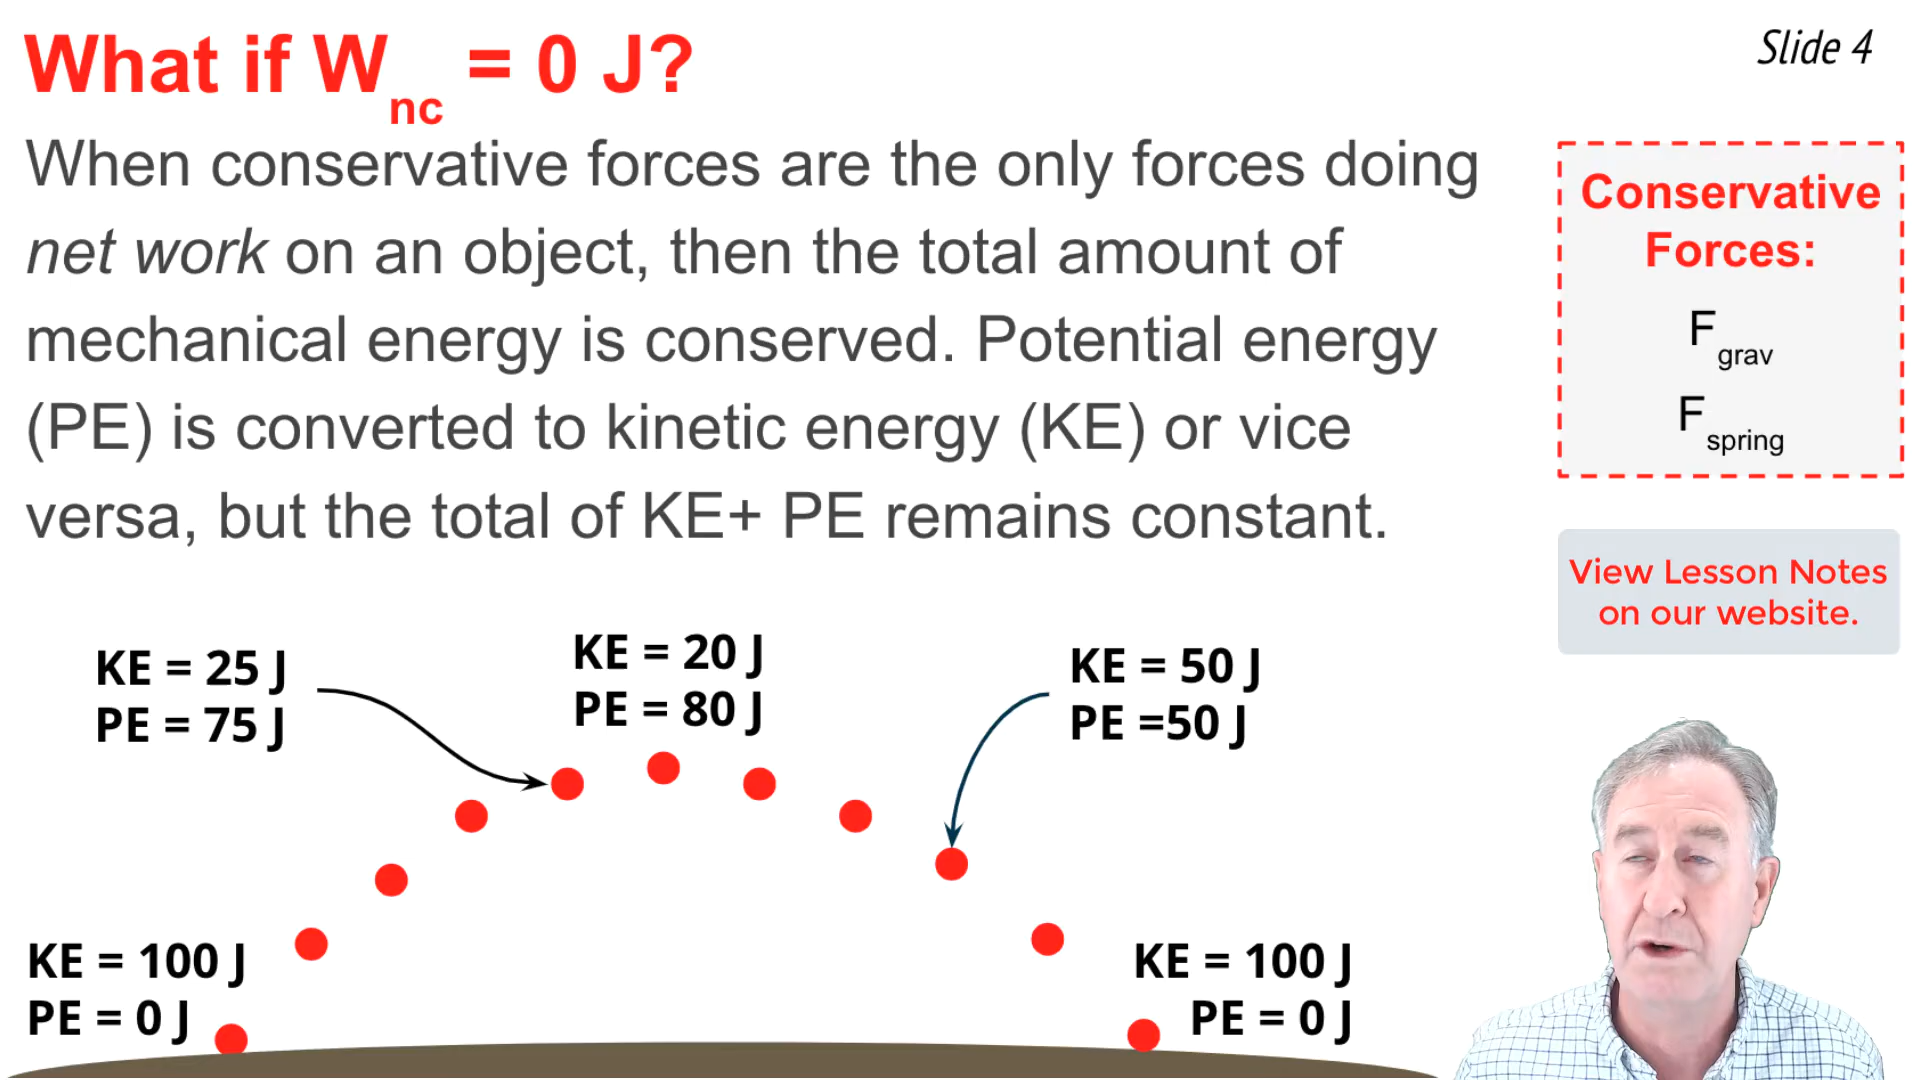 What if Wnc = 0 J?
Slide 4
When conservative forces are the only forces doing
net work on an object, then the total amount of
mechanical energy is conserved. Potential energy
(PE) is converted to kinetic energy (KE) or vice
versa, but the total of KE+ PE remains constant.
Conservative
Forces:
Fgrav
Fspring
View Lesson Notes
on our website.
KE = 25 J
PE = 75 J
KE = 20 J
PE = 80 J
KE = 50 J
PE =50 J
KE = 100 J
PE = 0 J
KE = 100 J
PE = 0 J